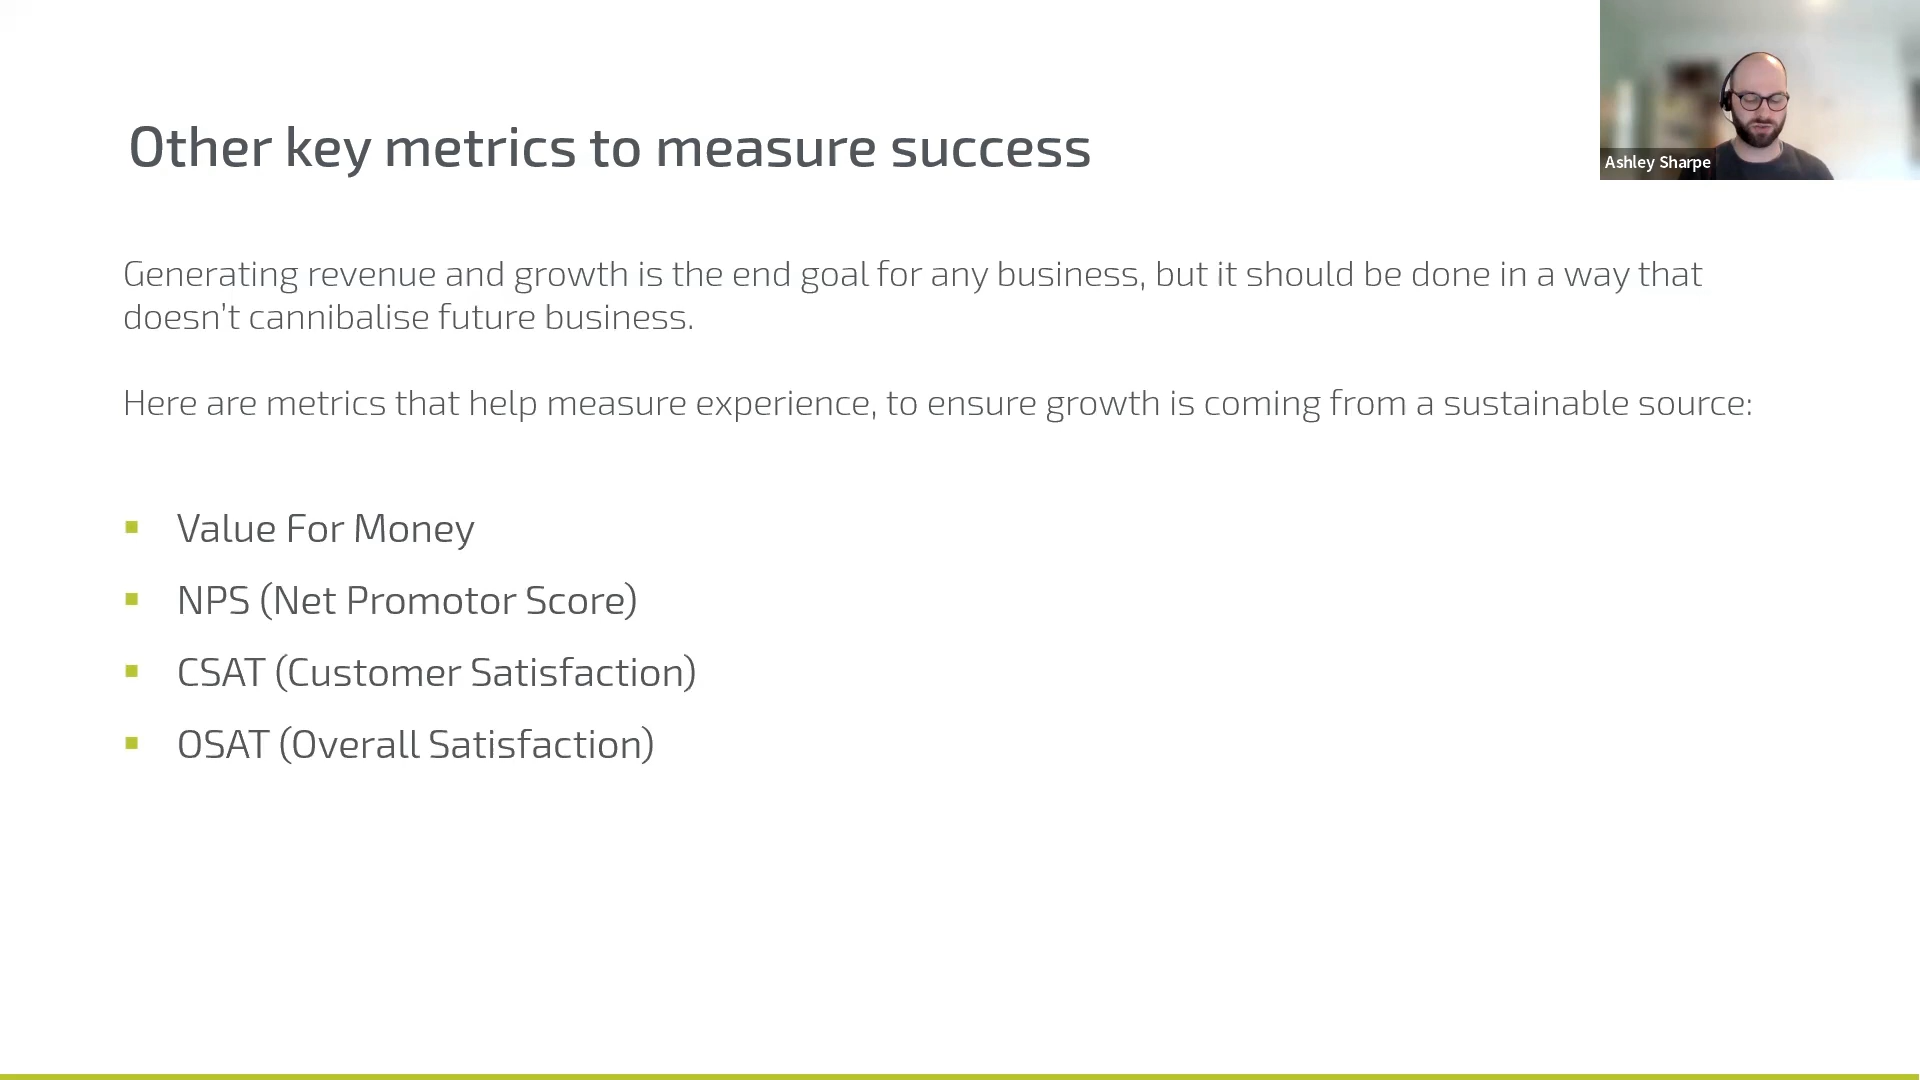 Other key metrics to measure success
Ashley Sharpe
Generating revenue and growth is the end goal for any business, but it should be done in a way that
doesn’t cannibalise future business.
Here are metrics that help measure experience, to ensure growth is coming from a sustainable source:
Value For Money
NPS (Net Promotor Score)
CSAT (Customer Satisfaction)
OSAT (Overall Satisfaction)